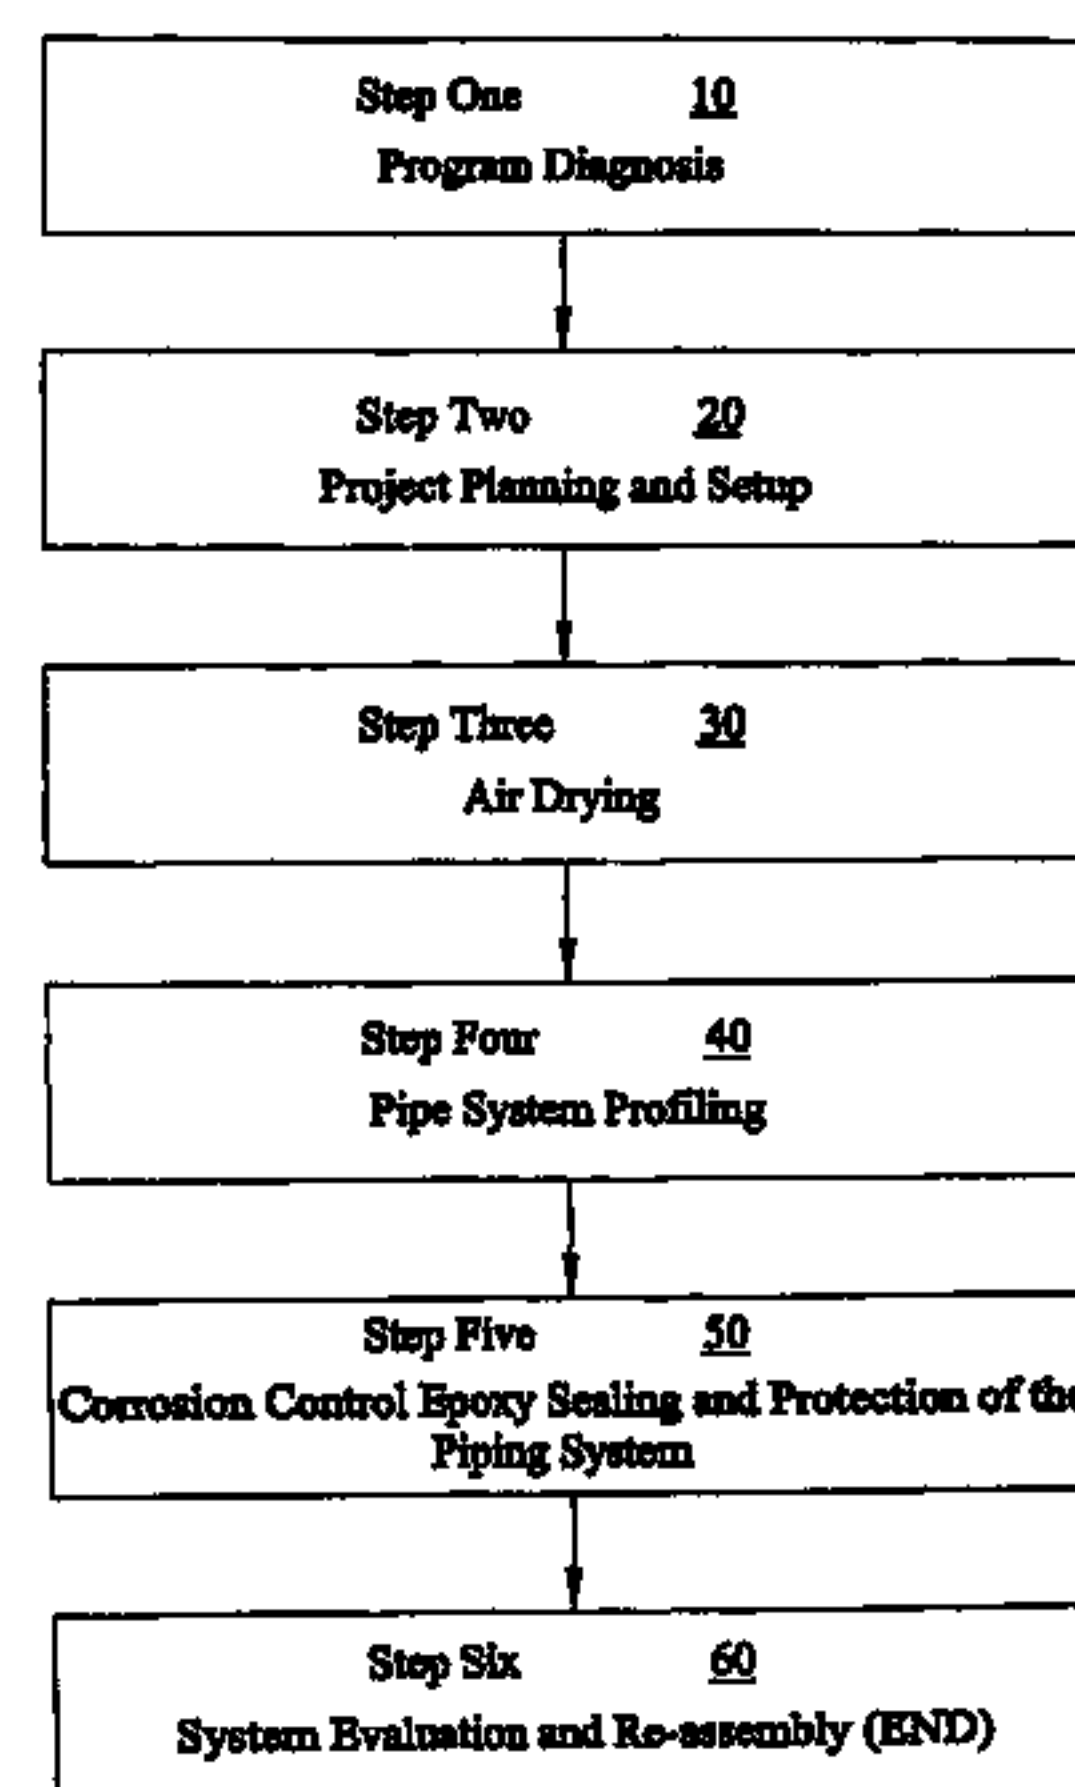 Step One 10
Program Diagnosis
Step Two 20
Project Planning and Setup
Step Three 30
Air Drying
Step Four 40
Pipe System Profiling
Step Five 50
Corrosion Control Epoxy Sealing and Protection of the
Piping System
Step Six 60
System Evaluation and Re-assembly (END)